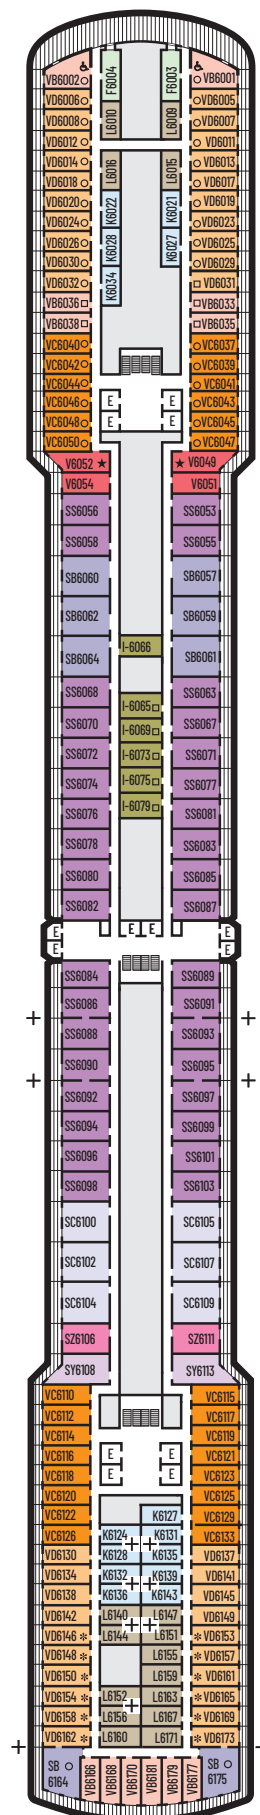 VB6002 F6004 F6003 VB6001
VD6006 VD6005
VD6008 L6010 L6009 VD6007
VD6012 VD6011
VD6014 L6016 L6015 VD6013
VD6018 VD6017
VD6020 K6022 K6021 VD6019
VD6024 VD6023
VD6026 K6028 K6027 VD6025
VD6030 VD6029
VD6032 K6034 VD6031
VB6036 VB6033
VB6038 VB6035
VC6040 VC6037
VC6042 VC6039
VC6044 VC6041
VC6046 E E VC6043
VC6048 E E VC6045
VC6050 VC6047
V6052 ★ ★ V6049
V6054 V6051
SS6056 SS6053
SS6058 SS6055
SB6060 SB6057
SB6062 SB6059
SB6064 I-6066 SB6061
SS6068 I-6065 SS6063
SS6070 I-6069 SS6067
SS6072 I-6073 SS6071
SS6074 I-6075 SS6077
SS6076 I-6079 SS6081
SS6078 SS6083
SS6080 SS6085
SS6082 SS6087
E E E E
E E
SS6084 SS6089
SS6086 SS6091
SS6088 SS6093
SS6090 SS6095
SS6092 SS6097
SS6094 SS6099
SS6096 SS6101
SS6098 SS6103
SC6100 SC6105
SC6102 SC6107
SC6104 SC6109
SZ6106 SZ6111
SY6108 SY6113
VC6110 VC6115
VC6112 VC6117
VC6114 VC6119
VC6116 E E VC6121
VC6118 E E VC6123
VC6120 VC6125
VC6122 K6127 VC6129
VC6126 K6124 K6131 VC6133
VD6130 K6128 K6135 VD6137
VD6134 K6132 K6139 VD6141
VD6138 K6136 K6143 VD6145
VD6142 L6140 L6147 VD6149
VD6146 * L6144 L6151 * VD6153
VD6148 * L6155 * VD6157
VD6150 * L6159 * VD6161
VD6154 * L6152 L6163 * VD6165
VD6158 * L6156 L6167 * VD6169
VD6162 * L6160 L6171 * VD6173
SB 6164 VB6166 VB6168 VB6170 VB6181 VB6179 VB6177 SB 6175